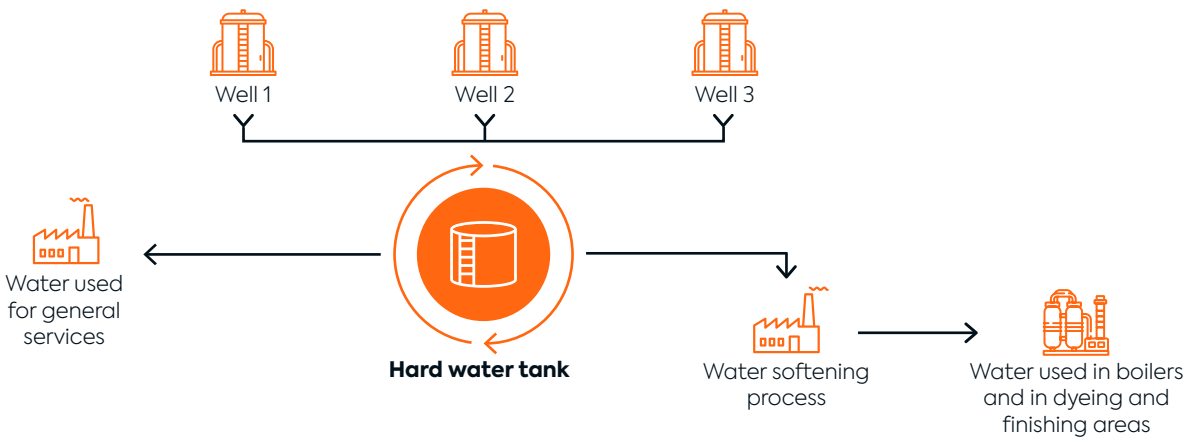 Well 1
Well 2
Well 3
Water used
for general
services
Hard water tank
Water softening
process
Water used in boilers
and in dyeing and
finishing areas